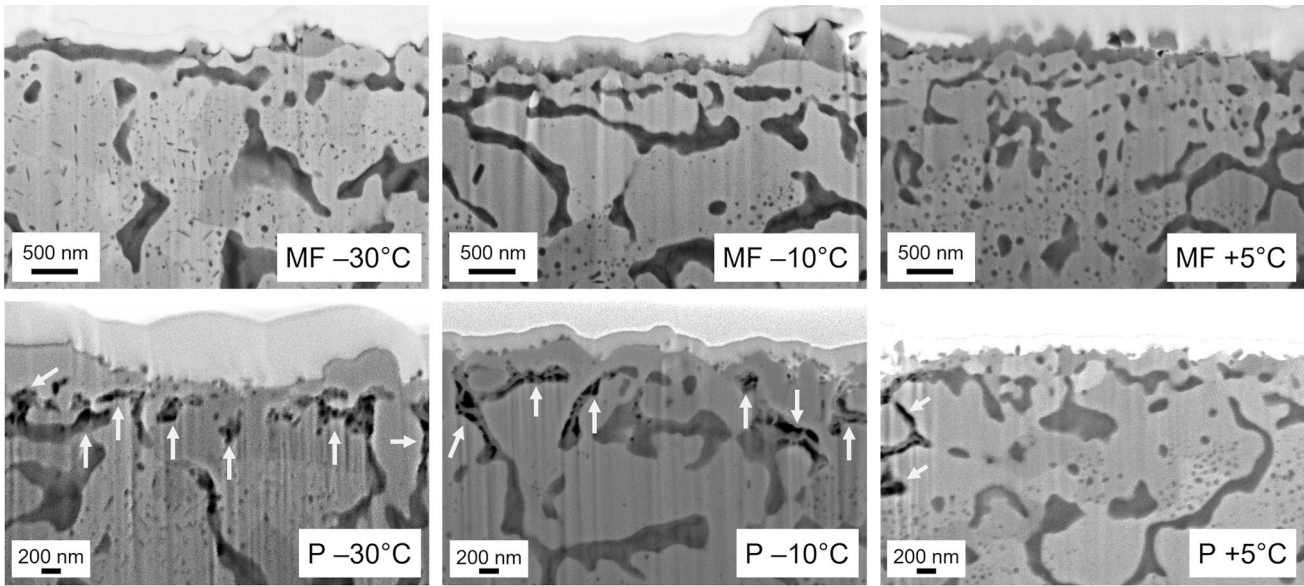 500 nm
MF –30°C
500 nm
MF –10°C
500 nm
MF +5°C
200 nm
P –30°C
200 nm
P –10°C
200 nm
P +5°C